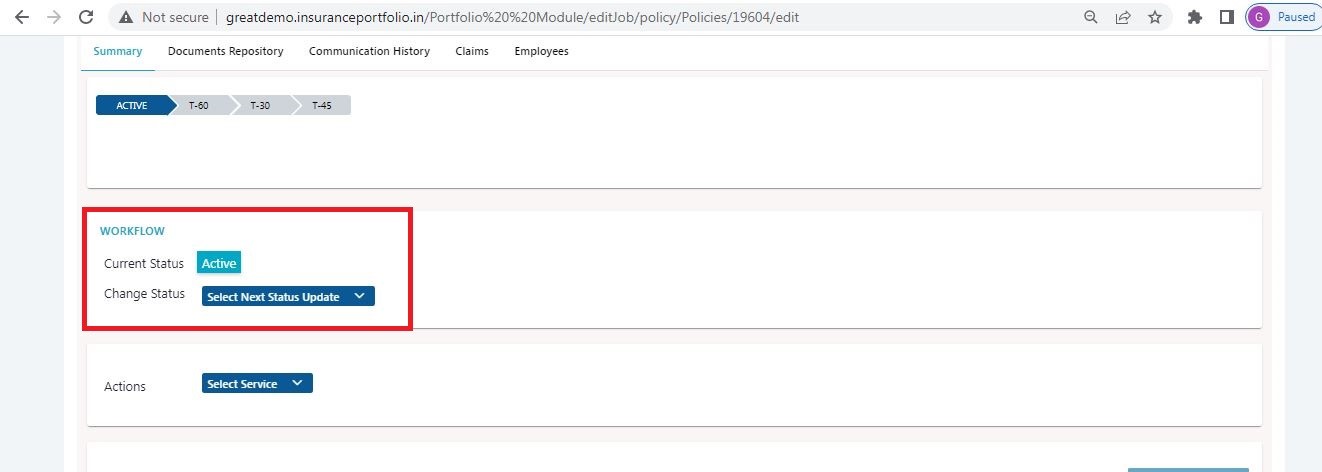 Not secure | greatdemo.insuranceportfolio.in/Portfolio%20%20Module/editJob/policy/Policies/19604/edit G Paused
Summary Documents Repository Communication History Claims Employees
ACTIVE T-60 T-30 T-45
WORKFLOW
Current Status Active
Change Status Select Next Status Update
Actions Select Service